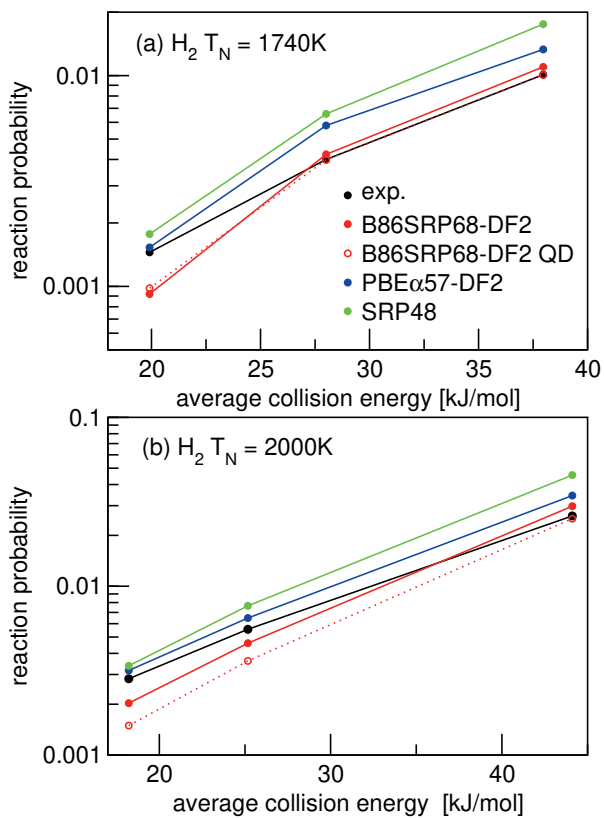 (a) H₂ T_N = 1740K
0.01
0.001
reaction probability
exp.
B86SRP68-DF2
B86SRP68-DF2 QD
PBEα57-DF2
SRP48
20 25 30 35 40
average collision energy [kJ/mol]
0.1
(b) H₂ T_N = 2000K
0.01
0.001
reaction probability
20 30 40
average collision energy [kJ/mol]